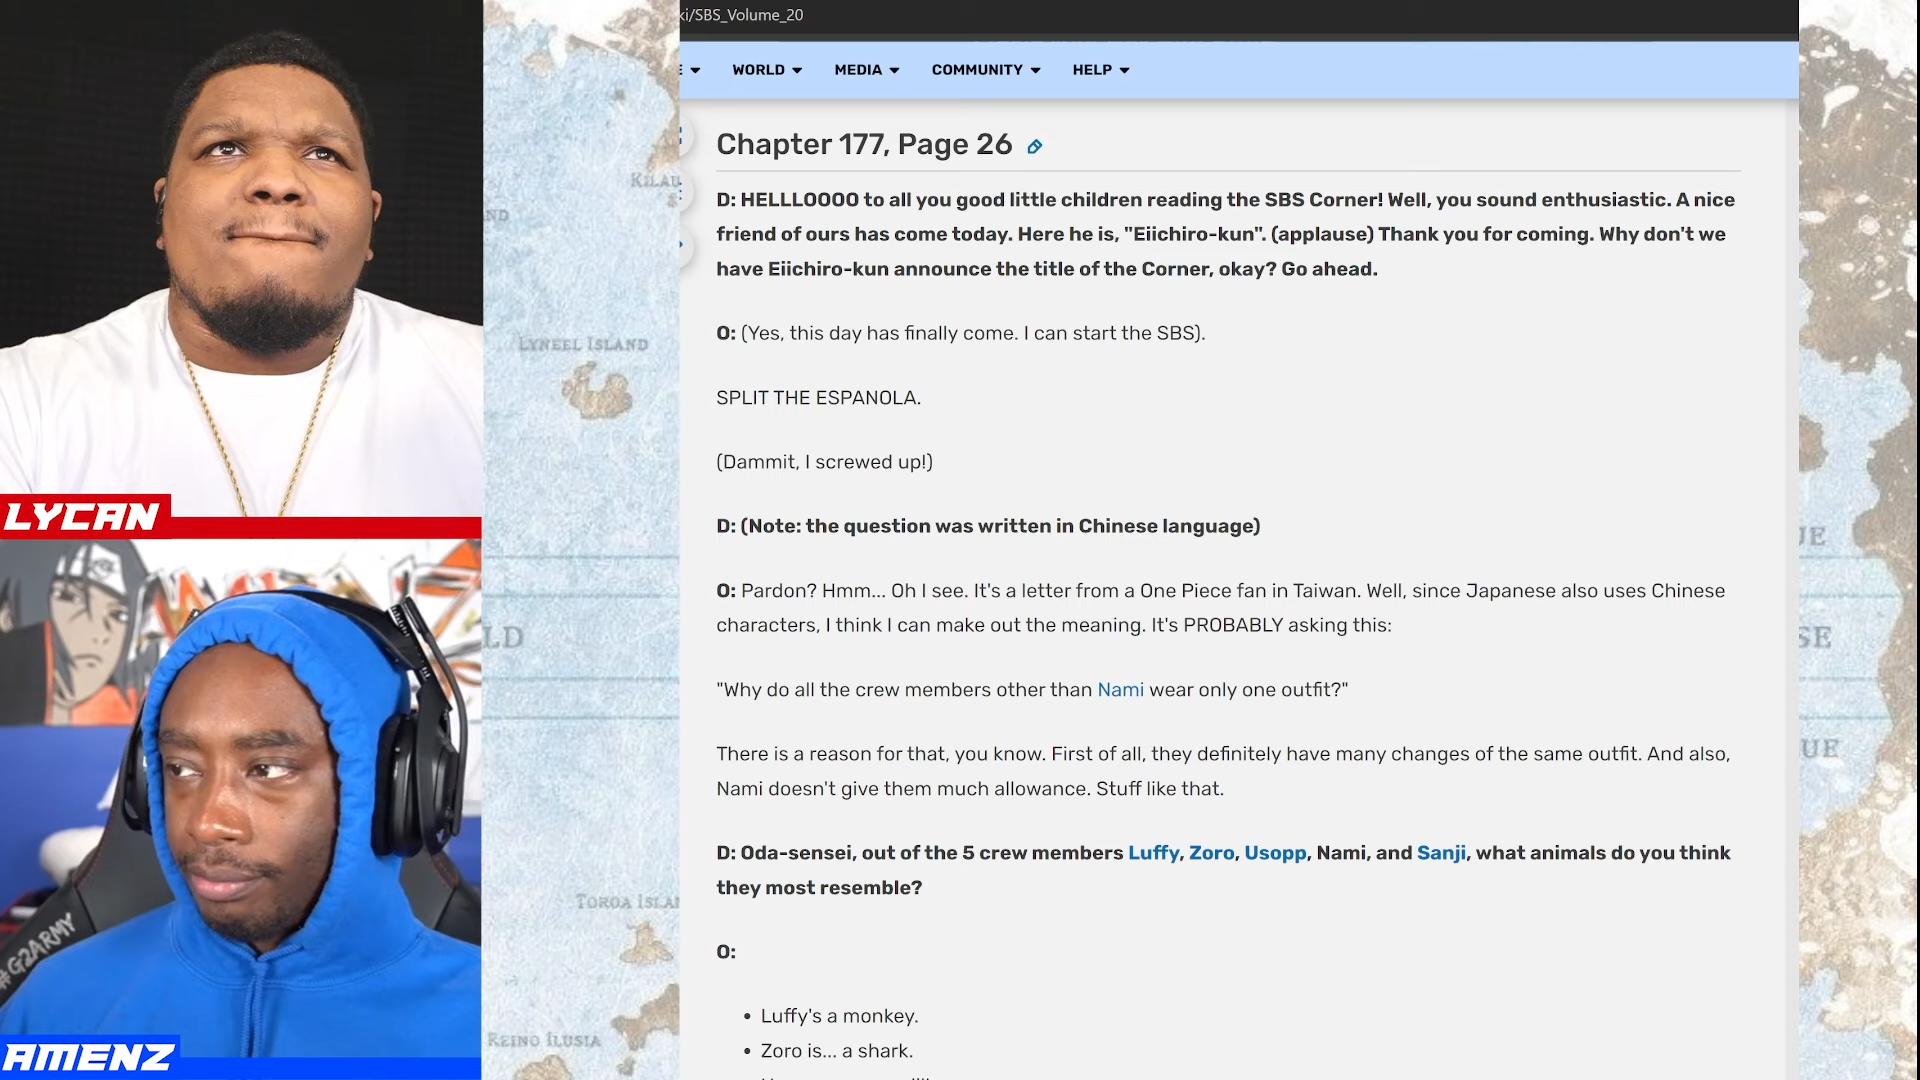 ki/SBS_Volume_20
WORLD
MEDIA
COMMUNITY
HELP
Chapter 177, Page 26
D: HELLLOOOO to all you good little children reading the SBS Corner! Well, you sound enthusiastic. A nice
friend of ours has come today. Here he is, "Eiichiro-kun". (applause) Thank you for coming. Why don't we
have Eiichiro-kun announce the title of the Corner, okay? Go ahead.
O: (Yes, this day has finally come. I can start the SBS).
SPLIT THE ESPANOLA.
(Dammit, I screwed up!)
D: (Note: the question was written in Chinese language)
O: Pardon? Hmm... Oh I see. It's a letter from a One Piece fan in Taiwan. Well, since Japanese also uses Chinese
characters, I think I can make out the meaning. It's PROBABLY asking this:
"Why do all the crew members other than Nami wear only one outfit?"
There is a reason for that, you know. First of all, they definitely have many changes of the same outfit. And also,
Nami doesn't give them much allowance. Stuff like that.
D: Oda-sensei, out of the 5 crew members Luffy, Zoro, Usopp, Nami, and Sanji, what animals do you think
they most resemble?
O:
• Luffy's a monkey.
• Zoro is... a shark.
LYCAN
#G2ARMY
AMENZ
KILAU
ND
LYNEEL ISLAND
LD
TOROA ISLA
REINO ILUSIA
UE
SE
UE